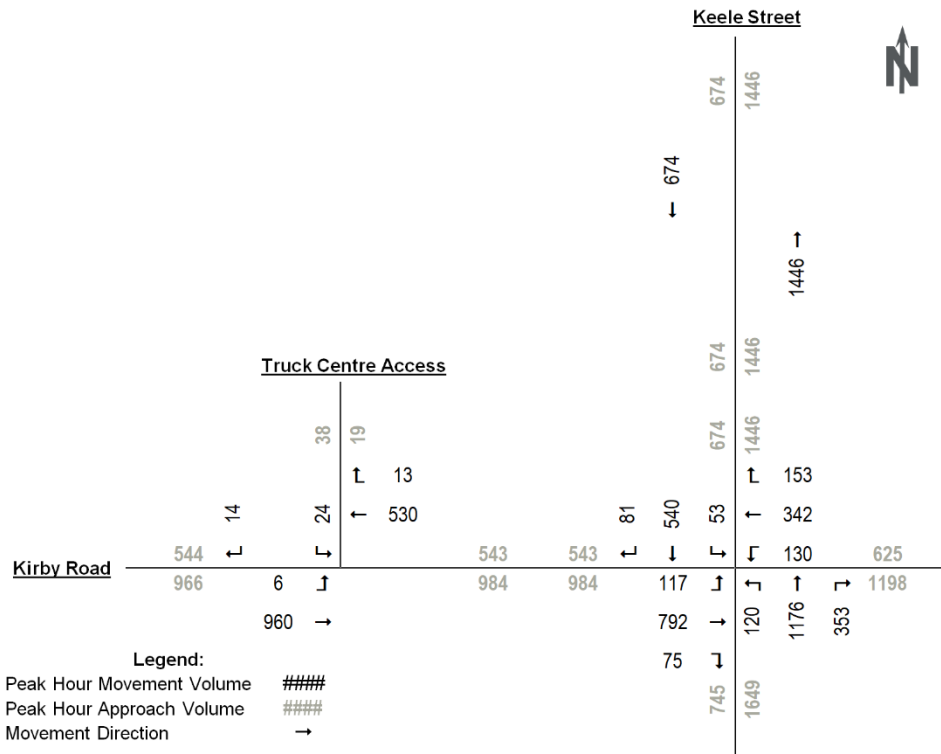 Keele Street
N
674 1446
674
1446
674 1446
Truck Centre Access
38 19
674 1446
13
153
14 24
530
81 540 53
342
544
543 543
130 625
Kirby Road
966
6
984 984
117
1198
960
792
120 1176 353
Legend:
75
Peak Hour Movement Volume ####
Peak Hour Approach Volume ####
745 1649
Movement Direction